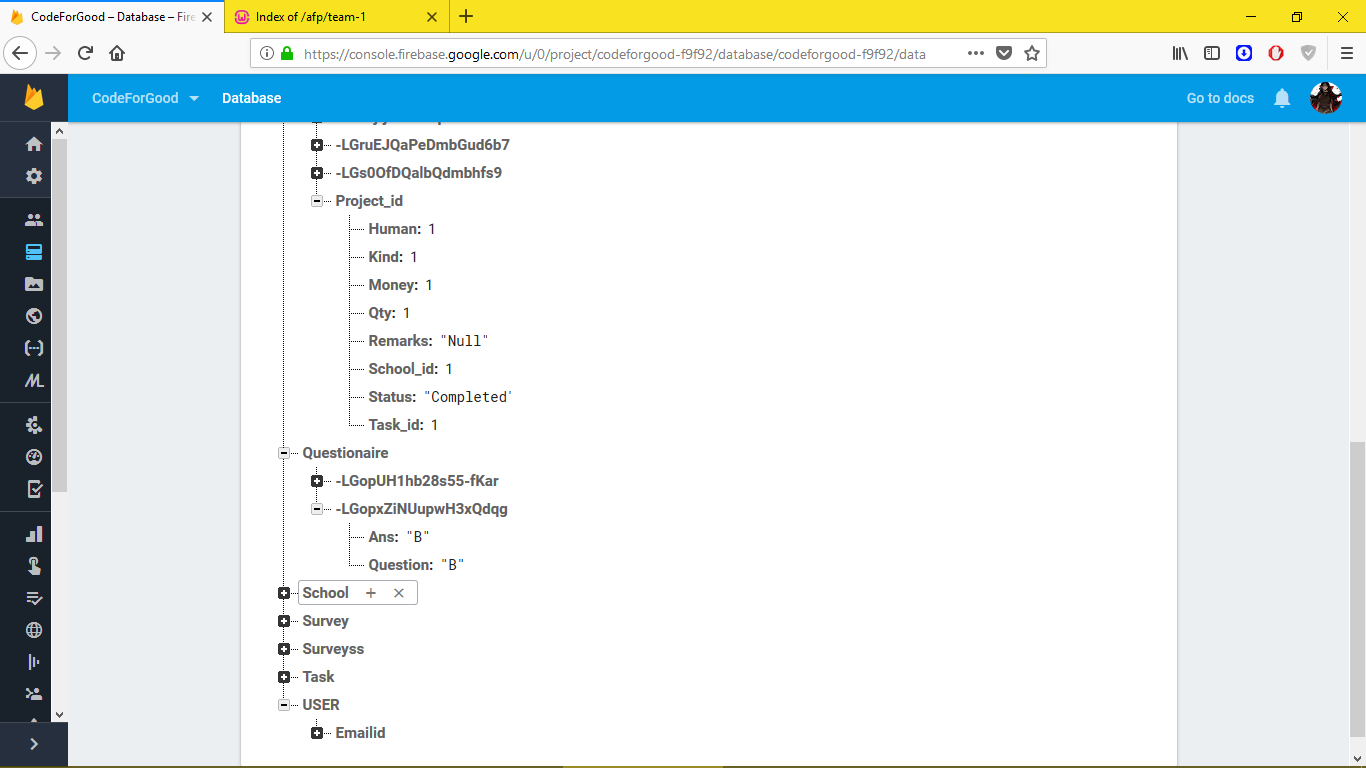 CodeForGood – Database – Fire
Index of /afp/team-1
https://console.firebase.google.com/u/0/project/codeforgood-f9f92/database/codeforgood-f9f92/data
CodeForGood
Database
Go to docs
-LGruEJQaPeDmbGud6b7
-LGs0OfDQalbQdmbhfs9
Project_id
Human: 1
Kind: 1
Money: 1
Qty: 1
Remarks: "Null"
School_id: 1
Status: "Completed'
Task_id: 1
Questionaire
-LGopUH1hb28s55-fKar
-LGopxZiNUupwH3xQdqg
Ans: "B"
Question: "B"
School
Survey
Surveyss
Task
USER
Emailid